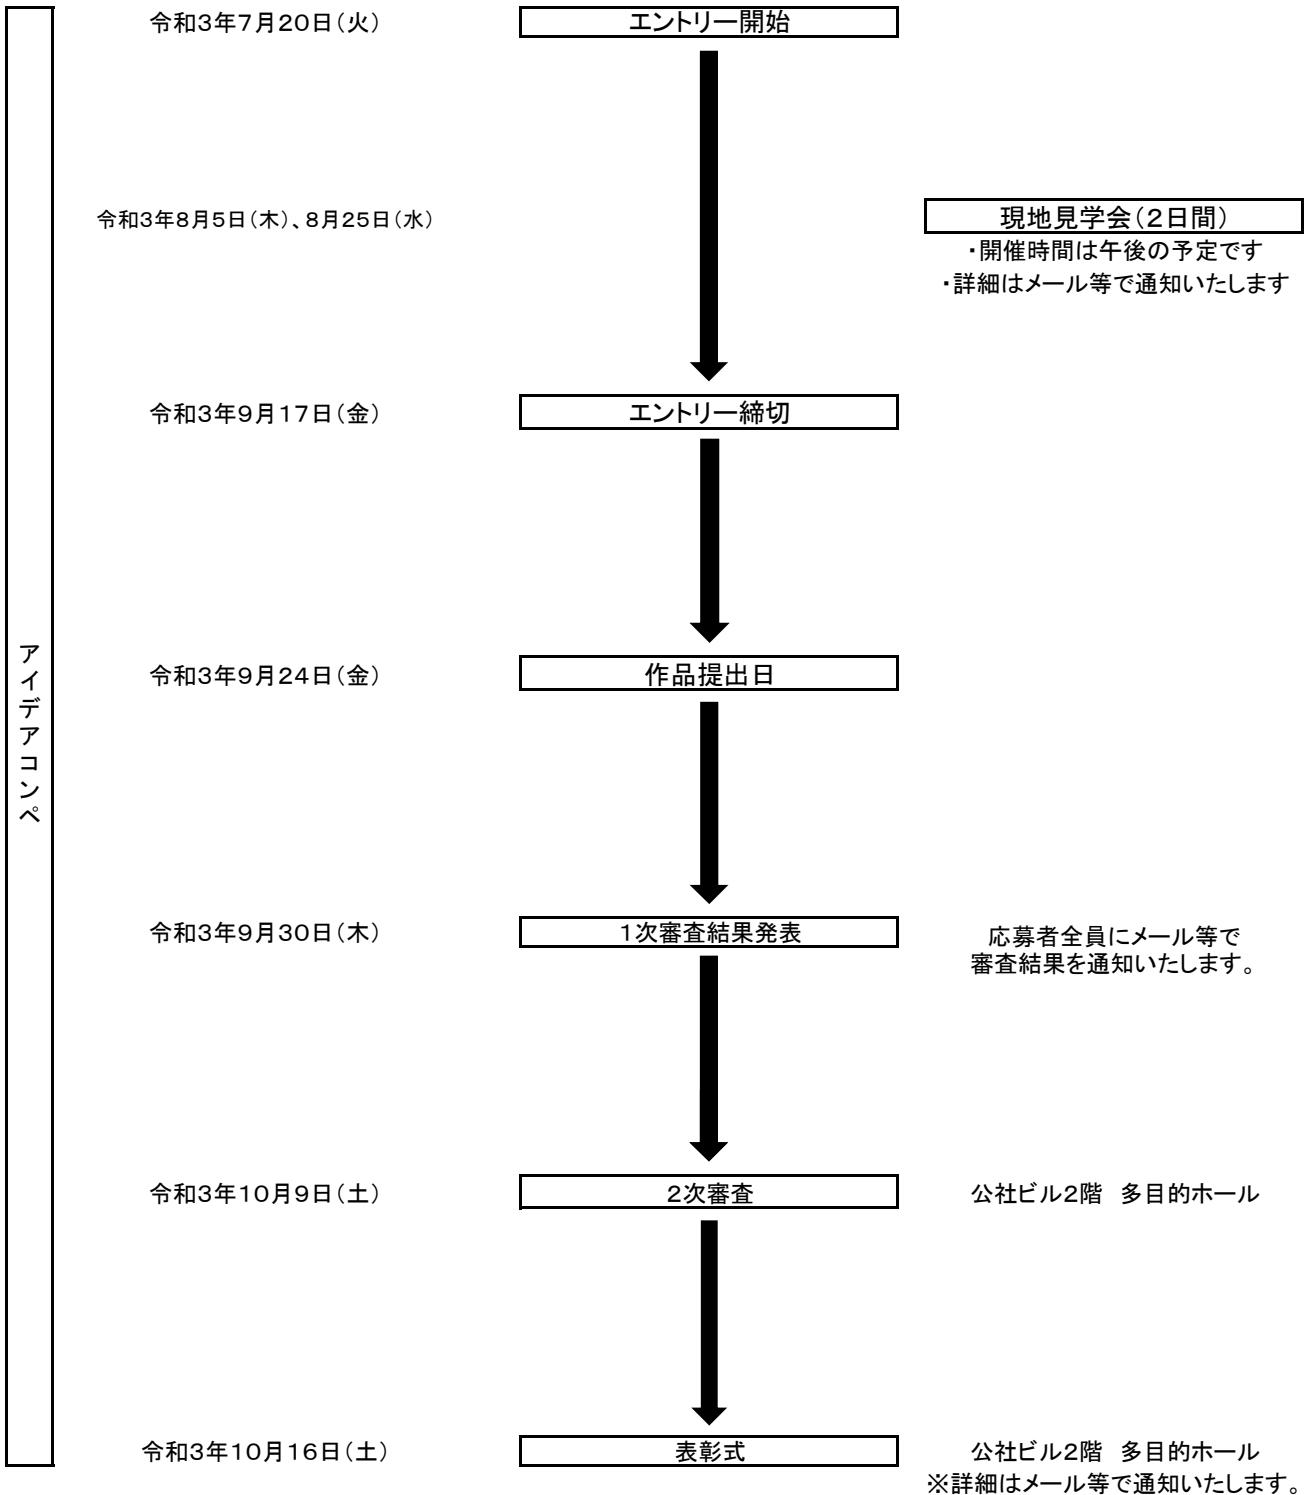 令和3年7月20日(火)
エントリー開始
令和3年8月5日(木)、8月25日(水)
現地見学会(2日間)
・開催時間は午後の予定です
・詳細はメール等で通知いたします
令和3年9月17日(金)
エントリー締切
アイデアコンペ
令和3年9月24日(金)
作品提出日
令和3年9月30日(木)
1次審査結果発表
応募者全員にメール等で
審査結果を通知いたします。
令和3年10月9日(土)
2次審査
公社ビル2階 多目的ホール
令和3年10月16日(土)
表彰式
公社ビル2階 多目的ホール
※詳細はメール等で通知いたします。